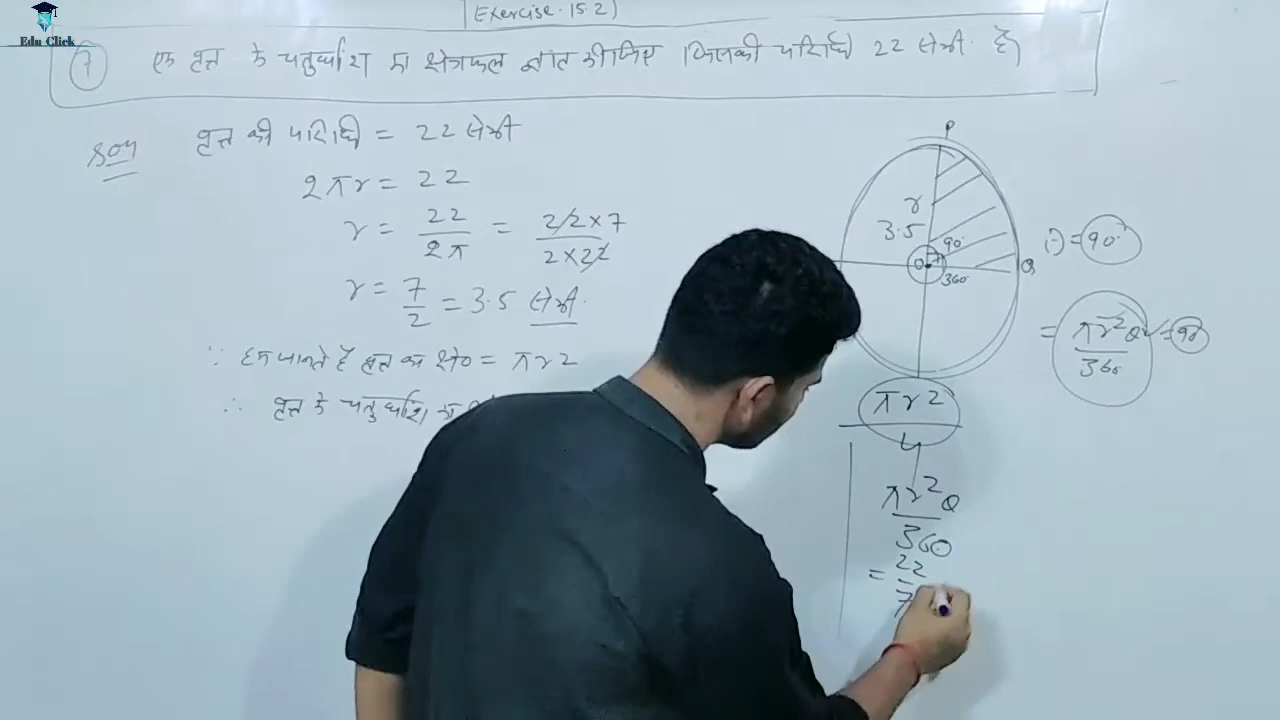 Edu Click
(Exercise 15.2)
7 एक वृत्त के चतुर्थांश का क्षेत्रफल ज्ञात कीजिए जिसकी परिधि 22 सेमी है
Soln वृत्त की परिधि = 22 सेमी
2πr = 22
r = 22/2π = 22×7/2×22
r = 7/2 = 3.5 सेमी
∵ हम जानते हैं वृत्त का क्षे० = πr2
∴ वृत्त के चतुर्थांश का
P
r
3.5
90°
O
360°
Q
θ = 90°
= πr²θ/360 = 90
πr2/4
πr²θ/360
= 22/7